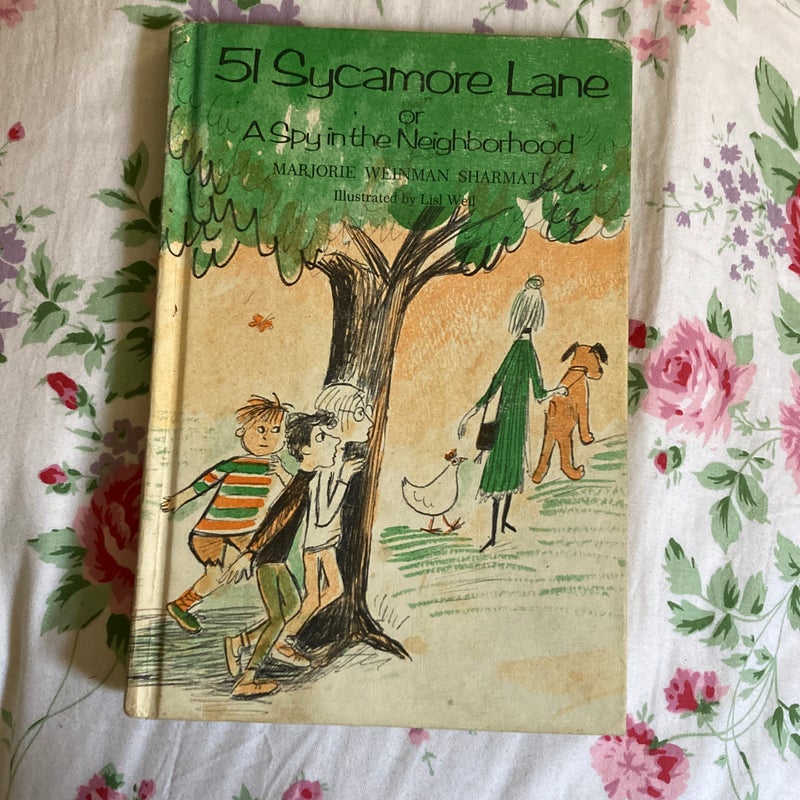 51 Sycamore Lane
or
A Spy in the Neighborhood
MARJORIE WEINMAN SHARMAT
Illustrated by Lisl Weil